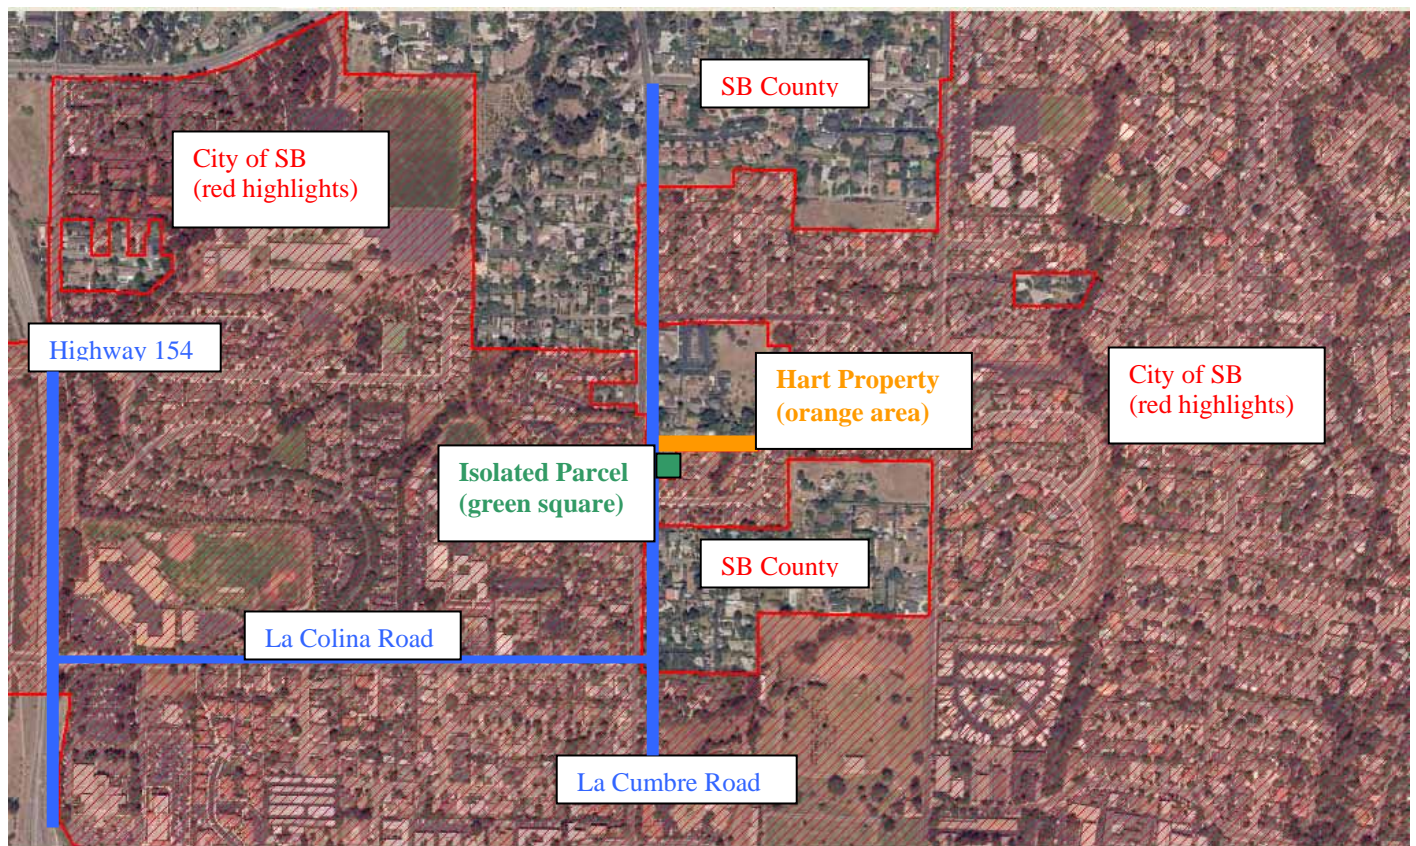 SB County
City of SB
(red highlights)
Highway 154
Hart Property
(orange area)
City of SB
(red highlights)
Isolated Parcel
(green square)
SB County
La Colina Road
La Cumbre Road